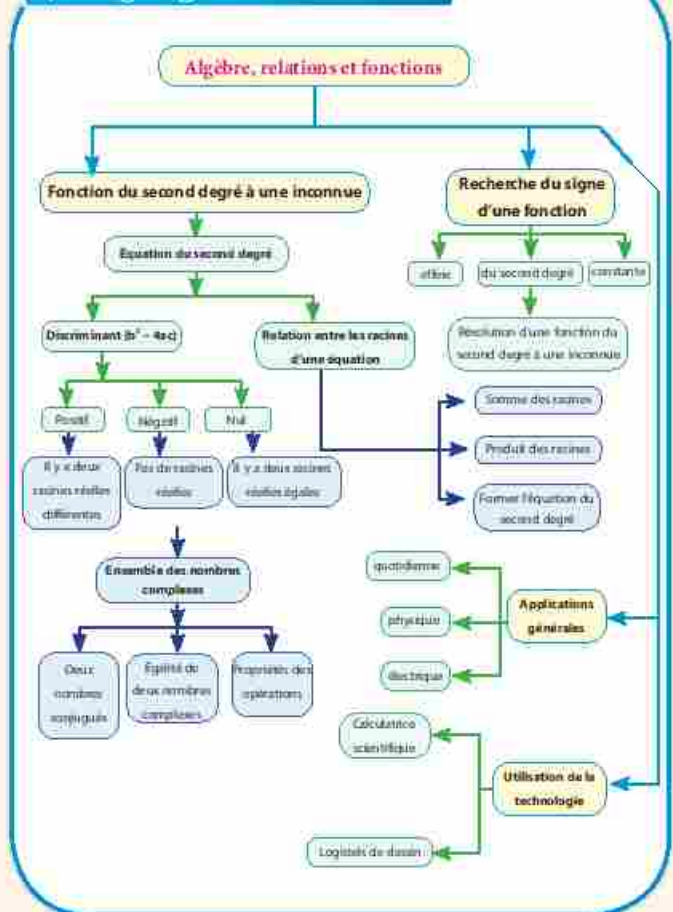 Algèbre, relations et fonctions
Fonction du second degré à une inconnue
Recherche du signe
d'une fonction
Equation du second degré
affine
du second degré
constante
Discriminant (b² – 4ac)
Relation entre les racines
d'une équation
Résolution d'une fonction du
second degré à une inconnue
Positif
Négatif
Nul
Somme des racines
Produit des racines
Former l'équation du
second degré
Il y a deux
racines réelles
différentes
Pas de racines
réelles
Il y a deux racines
réelles égales
Ensemble des nombres
complexes
Deux
nombres
conjugués
Égalité de
deux nombres
complexes
Propriétés des
opérations
Applications
générales
quotidienne
physique
électrique
Utilisation de la
technologie
Calculatrice
scientifique
Logiciels de dessin